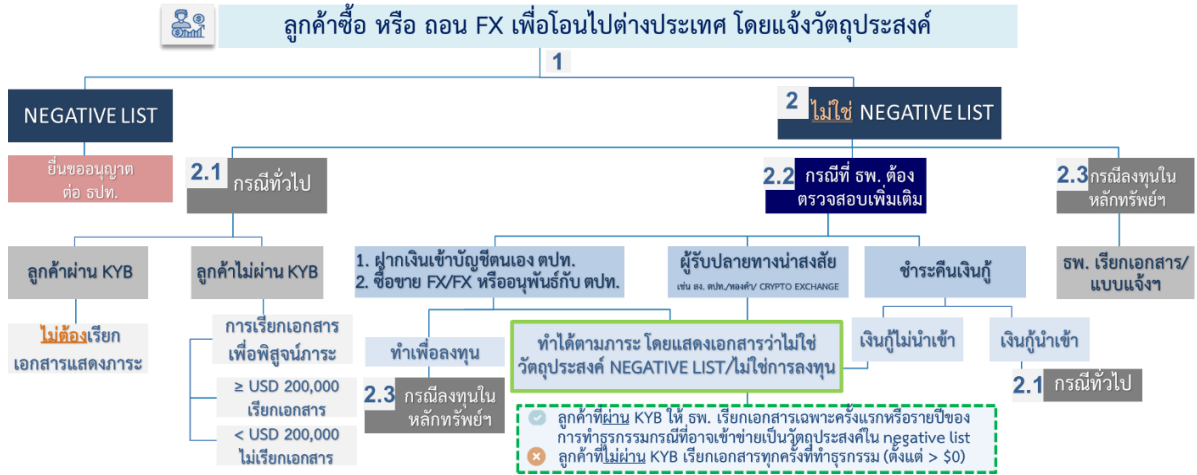 ลูกค้าซื้อ หรือ ถอน FX เพื่อโอนไปต่างประเทศ โดยแจ้งวัตถุประสงค์
1
NEGATIVE LIST
ยื่นขออนุญาต
ต่อ ธปท.
2 ไม่ใช่ NEGATIVE LIST
2.1 กรณีทั่วไป
2.2 กรณีที่ ธพ. ต้อง
ตรวจสอบเพิ่มเติม
2.3 กรณีลงทุนใน
หลักทรัพย์ฯ
ลูกค้าผ่าน KYB
ไม่ต้องเรียก
เอกสารแสดงภาระ
ลูกค้าไม่ผ่าน KYB
การเรียกเอกสาร
เพื่อพิสูจน์ภาระ
≥ USD 200,000
เรียกเอกสาร
< USD 200,000
ไม่เรียกเอกสาร
1. ฝากเงินเข้าบัญชีตนเอง ตปท.
2. ซื้อขาย FX/FX หรืออนุพันธ์กับ ตปท.
ทำเพื่อลงทุน
2.3 กรณีลงทุนใน
หลักทรัพย์ฯ
ผู้รับปลายทางน่าสงสัย
เช่น ตง. ตปท./ทองคำ/ CRYPTO EXCHANGE
ทำได้ตามภาระ โดยแสดงเอกสารว่าไม่ใช่
วัตถุประสงค์ NEGATIVE LIST/ไม่ใช่การลงทุน
ชำระคืนเงินกู้
เงินกู้ไม่นำเข้า
เงินกู้นำเข้า
2.1 กรณีทั่วไป
ธพ. เรียกเอกสาร/
แบบแจ้งฯ
ลูกค้าที่ผ่าน KYB ให้ ธพ. เรียกเอกสารเฉพาะครั้งแรกหรือรายปีของ
การทำธุรกรรมกรณีที่อาจเข้าข่ายเป็นวัตถุประสงค์ใน negative list
ลูกค้าที่ไม่ผ่าน KYB เรียกเอกสารทุกครั้งที่ทำธุรกรรม (ตั้งแต่ > $0)